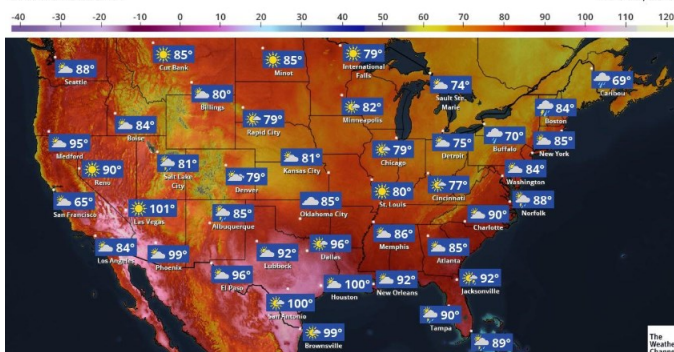 -40 -30 -20 -10 0 10 20 30 40 50 60 70 80 90 100 110 120
85°
Cut Bank
85°
Minot
79°
International
Falls
88°
Seattle
74°
Sault Ste.
Marie
69°
Caribou
80°
Billings
82°
Minneapolis
84°
Boston
79°
Rapid City
84°
Boise
70°
Buffalo
85°
New York
95°
Medford
75°
Detroit
79°
Chicago
81°
Salt Lake
City
81°
Kansas City
90°
Reno
79°
Denver
84°
Washington
77°
Cincinnati
80°
St. Louis
65°
San Francisco
85°
Oklahoma City
88°
Norfolk
101°
Las Vegas
85°
Albuquerque
90°
Charlotte
86°
Memphis
84°
Los Angeles
99°
Phoenix
92°
Lubbock
96°
Dallas
85°
Atlanta
96°
El Paso
100°
Houston
92°
New Orleans
92°
Jacksonville
100°
San Antonio
90°
Tampa
99°
Brownsville
89°
The